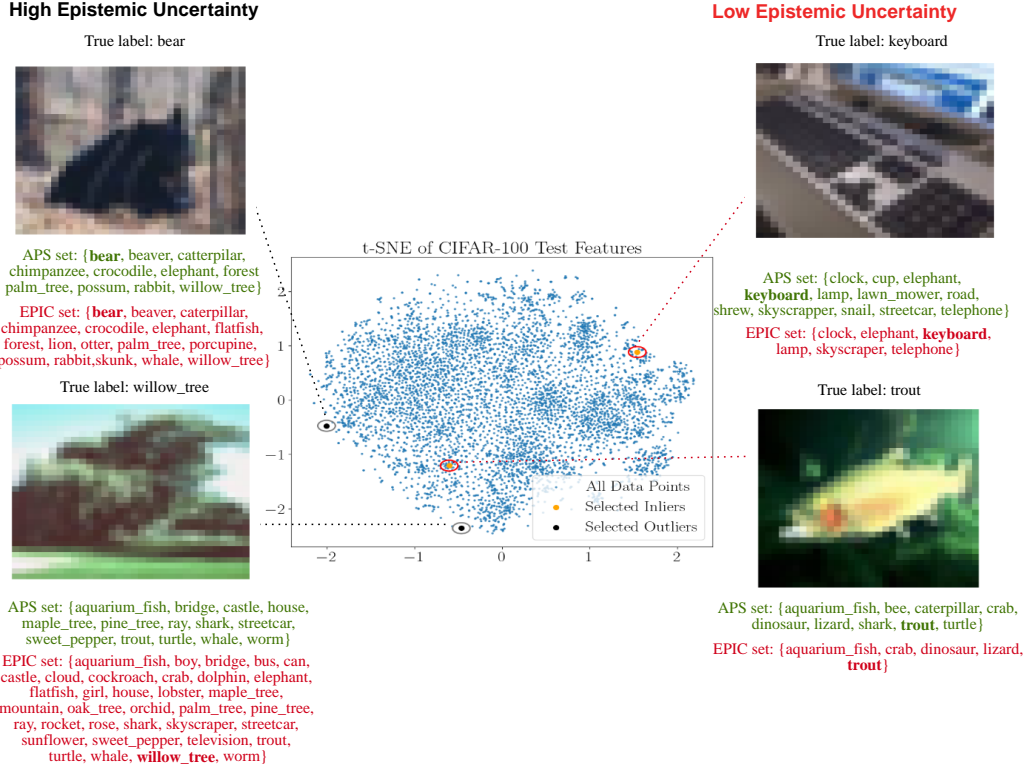 High Epistemic Uncertainty
True label: bear
APS set: {bear, beaver, catterpilar,
chimpanzee, crocodile, elephant, forest
palm_tree, possum, rabbit, willow_tree}
EPIC set: {bear, beaver, caterpillar,
chimpanzee, crocodile, elephant, flatfish,
forest, lion, otter, palm_tree, porcupine,
possum, rabbit,skunk, whale, willow_tree}
True label: willow_tree
APS set: {aquarium_fish, bridge, castle, house,
maple_tree, pine_tree, ray, shark, streetcar,
sweet_pepper, trout, turtle, whale, worm}
EPIC set: {aquarium_fish, boy, bridge, bus, can,
castle, cloud, cockroach, crab, dolphin, elephant,
flatfish, girl, house, lobster, maple_tree,
mountain, oak_tree, orchid, palm_tree, pine_tree,
ray, rocket, rose, shark, skyscraper, streetcar,
sunflower, sweet_pepper, television, trout,
turtle, whale, willow_tree, worm}
t-SNE of CIFAR-100 Test Features
2
1
0
−1
−2
−2
−1
0
1
2
All Data Points
Selected Inliers
Selected Outliers
Low Epistemic Uncertainty
True label: keyboard
APS set: {clock, cup, elephant,
keyboard, lamp, lawn_mower, road,
shrew, skyscrapper, snail, streetcar, telephone}
EPIC set: {clock, elephant, keyboard,
lamp, skyscraper, telephone}
True label: trout
APS set: {aquarium_fish, bee, caterpillar, crab,
dinosaur, lizard, shark, trout, turtle}
EPIC set: {aquarium_fish, crab, dinosaur, lizard,
trout}